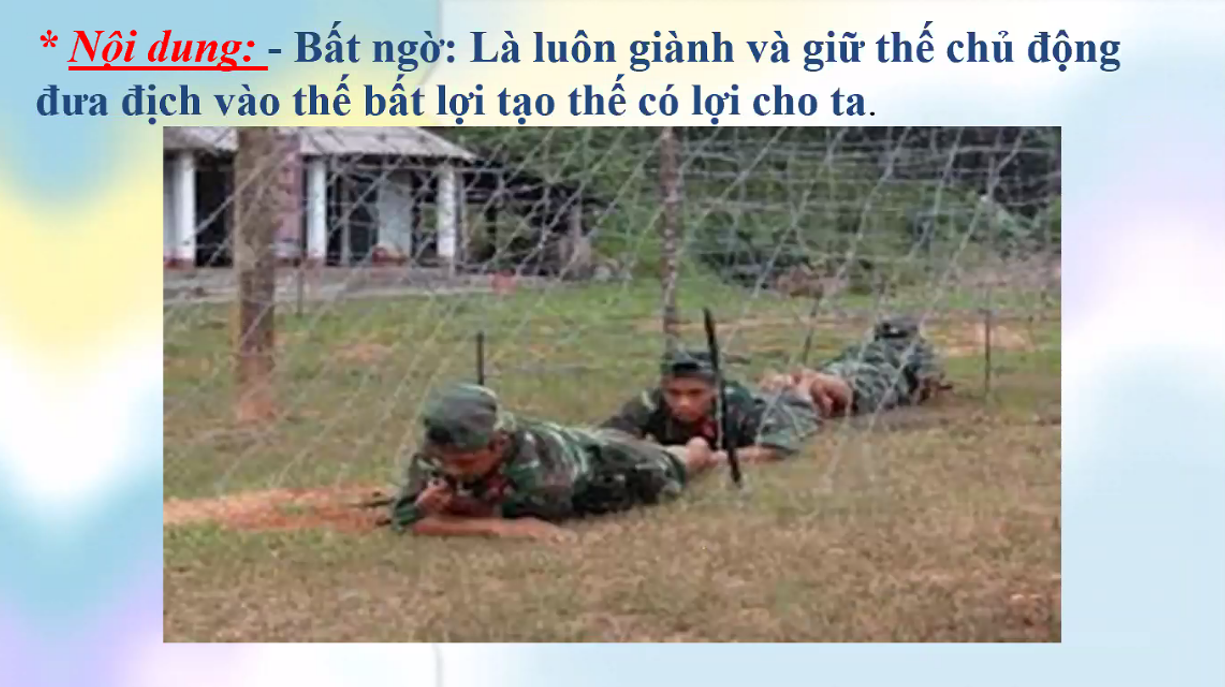 * Nội dung: - Bất ngờ: Là luôn giành và giữ thế chủ động
đưa địch vào thế bất lợi tạo thế có lợi cho ta.